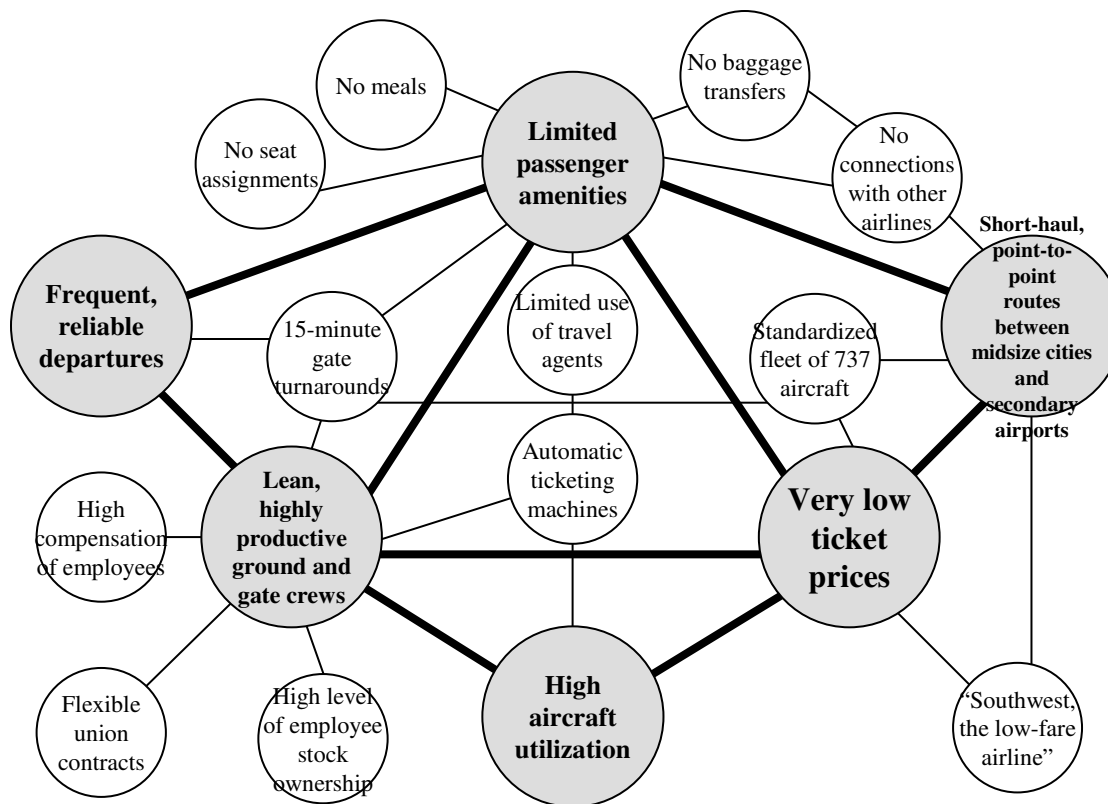 No meals
No baggage
transfers
No seat
assignments
Limited
passenger
amenities
No
connections
with other
airlines
Short-haul,
point-to-
point
routes
between
midsize cities
and
secondary
airports
Frequent,
reliable
departures
15-minute
gate
turnarounds
Limited use
of travel
agents
Standardized
fleet of 737
aircraft
Lean,
highly
productive
ground and
gate crews
Automatic
ticketing
machines
Very low
ticket
prices
High
compensation
of employees
Flexible
union
contracts
High level
of employee
stock
ownership
High
aircraft
utilization
“Southwest,
the low-fare
airline”